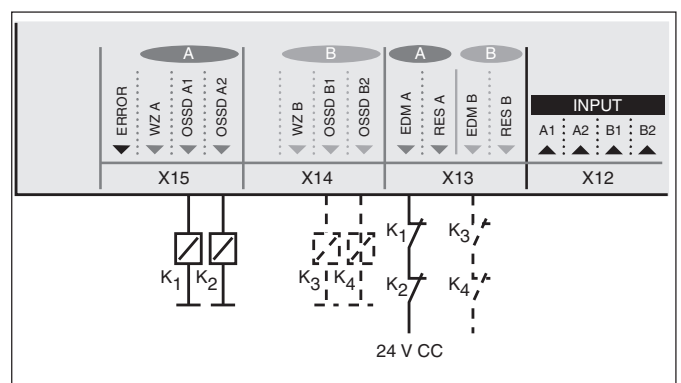 A B A B
ERROR WZ A OSSD A1 OSSD A2 WZ B OSSD B1 OSSD B2 EDM A RES A EDM B RES B
INPUT
A1 A2 B1 B2
X15 X14 X13 X12
K1 K3
K1 K2 K3 K4 K2 K4
24 V CC